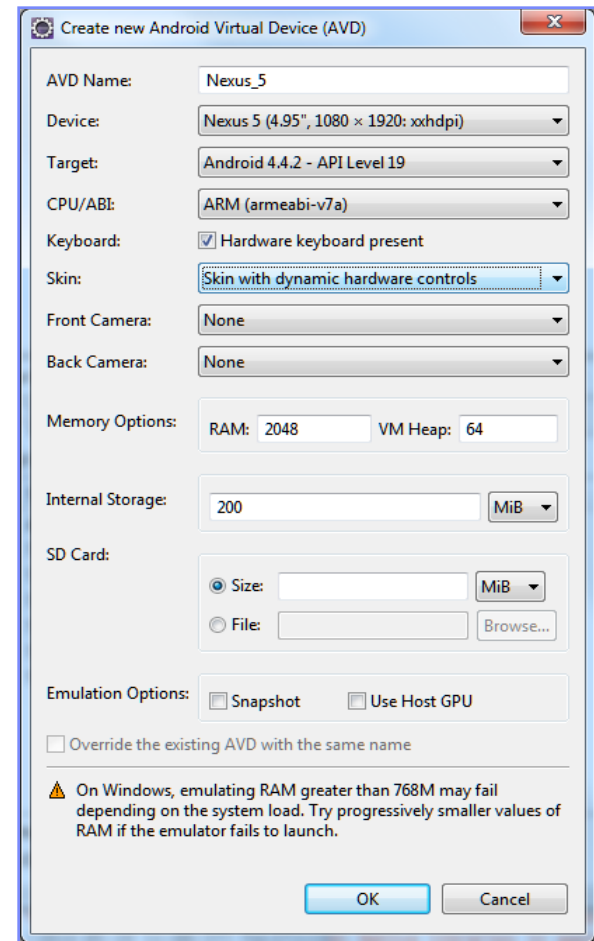 Create new Android Virtual Device (AVD)
AVD Name: Nexus_5
Device: Nexus 5 (4.95", 1080 × 1920: xxhdpi)
Target: Android 4.4.2 - API Level 19
CPU/ABI: ARM (armeabi-v7a)
Keyboard: Hardware keyboard present
Skin: Skin with dynamic hardware controls
Front Camera: None
Back Camera: None
Memory Options: RAM: 2048 VM Heap: 64
Internal Storage: 200 MiB
SD Card:
Size: MiB
File: Browse...
Emulation Options: Snapshot Use Host GPU
Override the existing AVD with the same name
On Windows, emulating RAM greater than 768M may fail
depending on the system load. Try progressively smaller values of
RAM if the emulator fails to launch.
OK Cancel